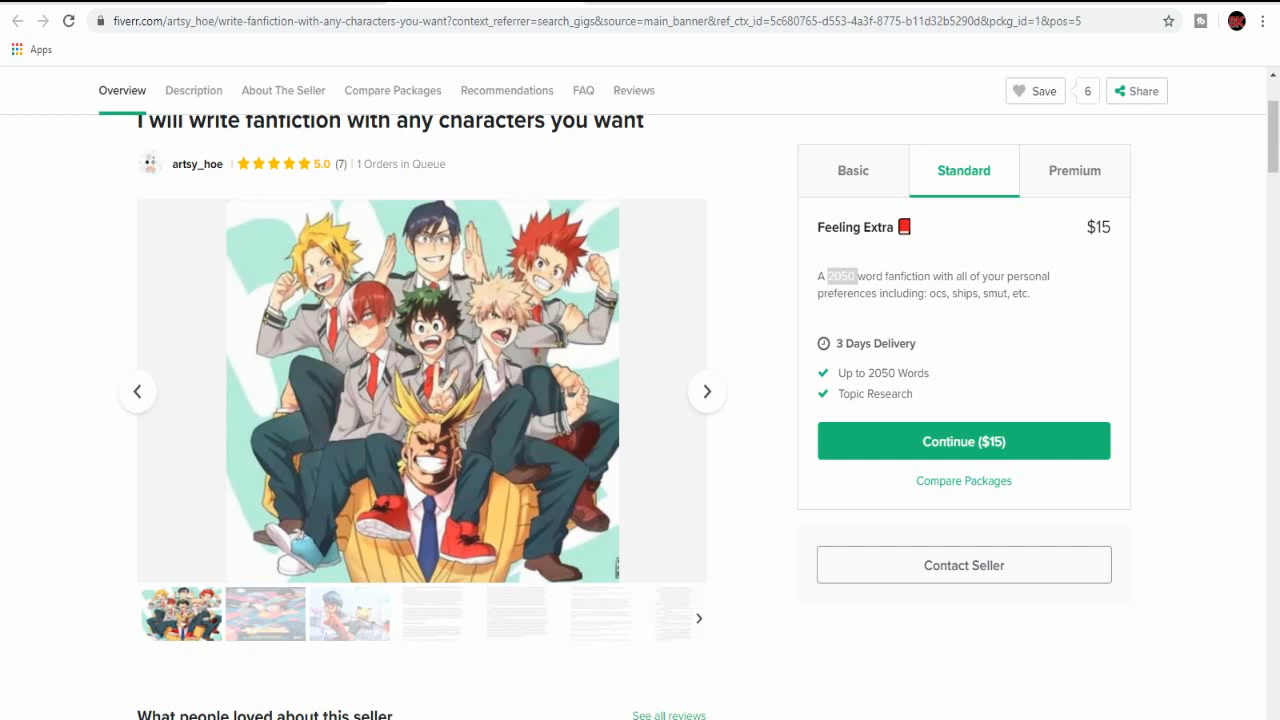 fiverr.com/artsy_hoe/write-fanfiction-with-any-characters-you-want?context_referrer=search_gigs&source=main_banner&ref_ctx_id=5c680765-d553-4a3f-8775-b11d32b5290d&pckg_id=1&pos=5
Apps
Overview Description About The Seller Compare Packages Recommendations FAQ Reviews Save 6 Share
I will write fanfiction with any characters you want
artsy_hoe 5.0 (7) 1 Orders in Queue
Basic Standard Premium
Feeling Extra $15
A 2050 word fanfiction with all of your personal
preferences including: ocs, ships, smut, etc.
3 Days Delivery
Up to 2050 Words
Topic Research
Continue ($15)
Compare Packages
Contact Seller
What people loved about this seller See all reviews